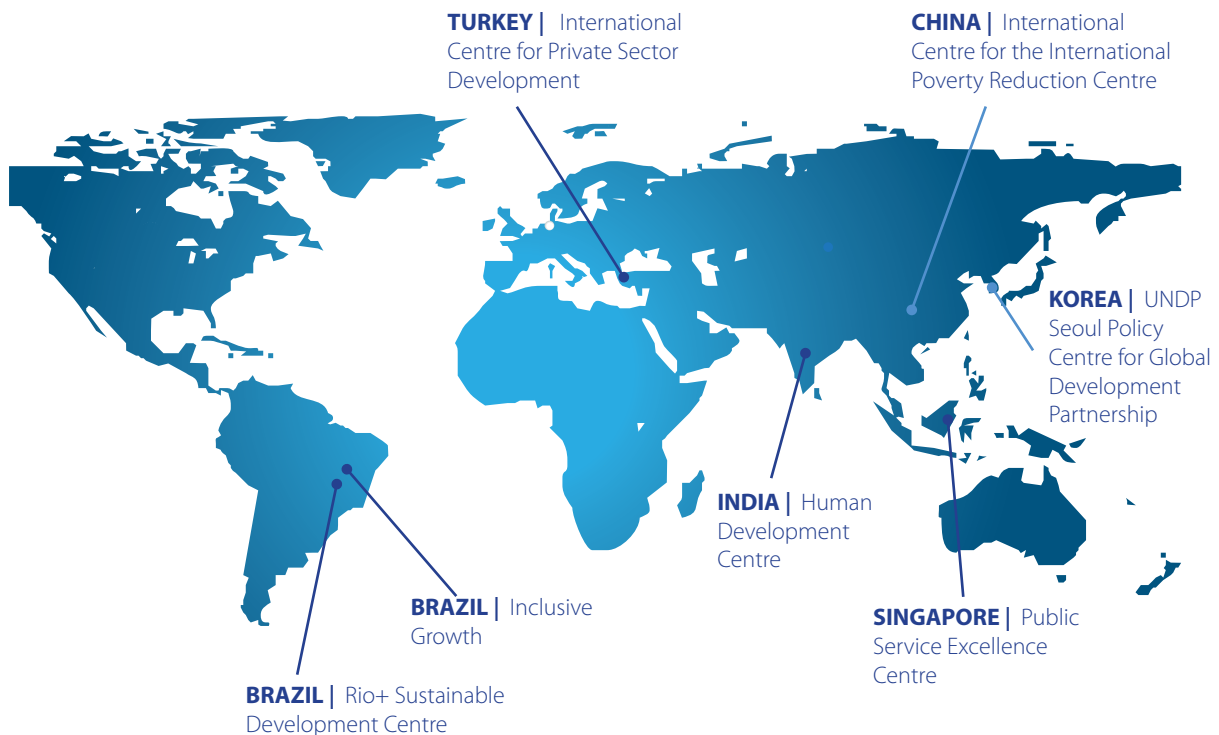 TURKEY | International
Centre for Private Sector
Development
CHINA | International
Centre for the International
Poverty Reduction Centre
KOREA | UNDP
Seoul Policy
Centre for Global
Development
Partnership
INDIA | Human
Development
Centre
BRAZIL | Inclusive
Growth
SINGAPORE | Public
Service Excellence
Centre
BRAZIL | Rio+ Sustainable
Development Centre